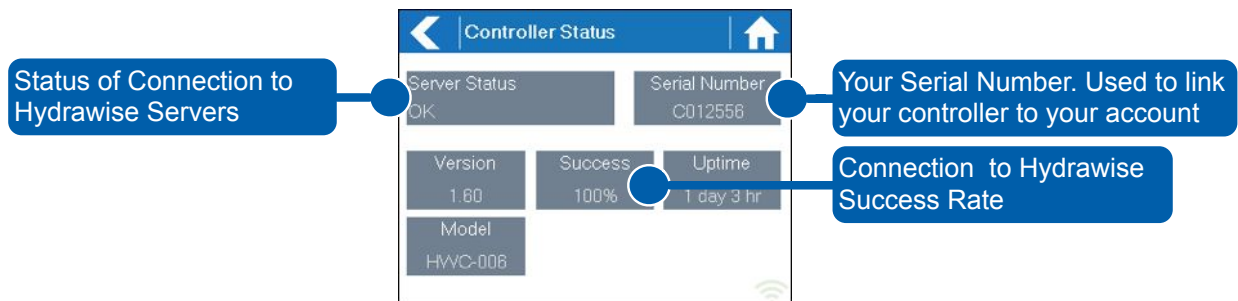 Controller Status
Status of Connection to
Hydrawise Servers
Server Status
OK
Serial Number
C012556
Your Serial Number. Used to link
your controller to your account
Version
1.60
Success
100%
Uptime
1 day 3 hr
Connection to Hydrawise
Success Rate
Model
HWC-006